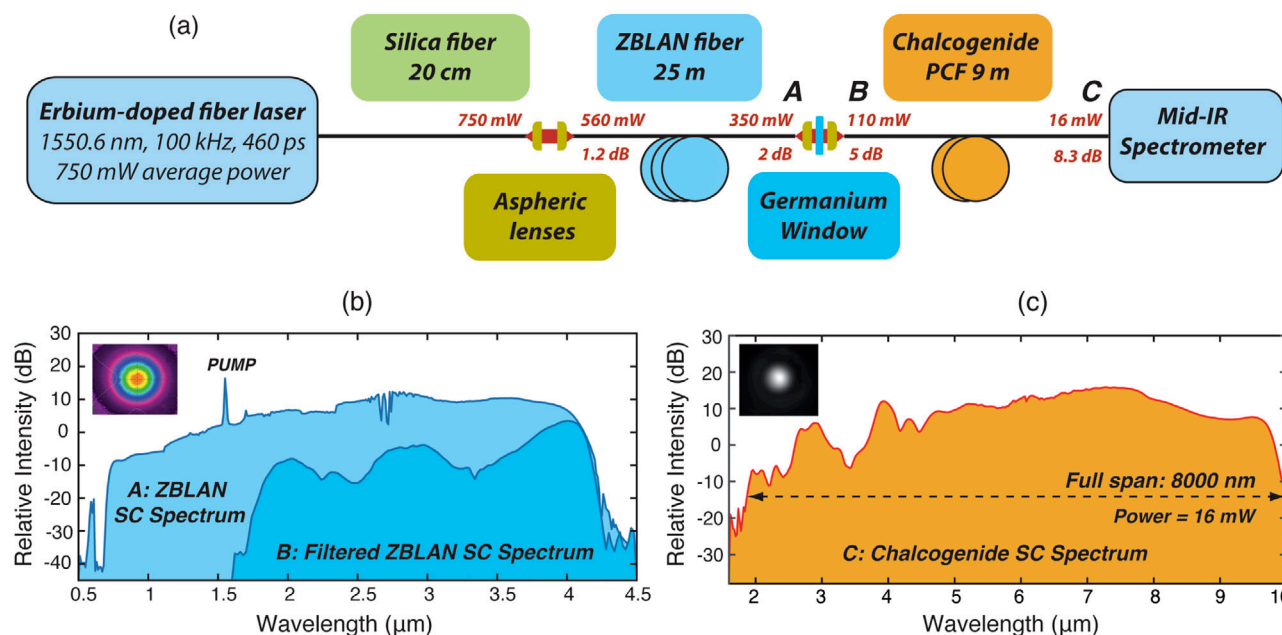 (a)
Silica fiber
20 cm
ZBLAN fiber
25 m
Chalcogenide
PCF 9 m
Erbium-doped fiber laser
1550.6 nm, 100 kHz, 460 ps
750 mW average power
A
B
C
750 mW
560 mW
350 mW
110 mW
16 mW
1.2 dB
2 dB
5 dB
8.3 dB
Mid-IR
Spectrometer
Aspheric
lenses
Germanium
Window
(b)
Relative Intensity (dB)
30
20
10
0
-10
-20
-30
-40
PUMP
A: ZBLAN
SC Spectrum
B: Filtered ZBLAN SC Spectrum
0.5 1 1.5 2 2.5 3 3.5 4 4.5
Wavelength (μm)
(c)
Relative Intensity (dB)
30
20
10
0
-10
-20
-30
Full span: 8000 nm
Power = 16 mW
C: Chalcogenide SC Spectrum
2 3 4 5 6 7 8 9 10
Wavelength (μm)